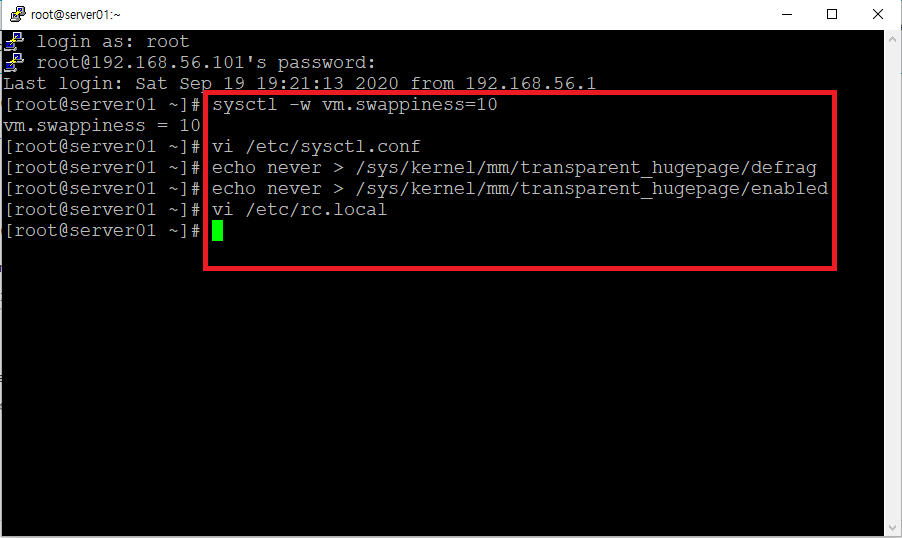 root@server01:~
login as: root
root@192.168.56.101's password:
Last login: Sat Sep 19 19:21:13 2020 from 192.168.56.1
[root@server01 ~]# sysctl -w vm.swappiness=10
vm.swappiness = 10
[root@server01 ~]# vi /etc/sysctl.conf
[root@server01 ~]# echo never > /sys/kernel/mm/transparent_hugepage/defrag
[root@server01 ~]# echo never > /sys/kernel/mm/transparent_hugepage/enabled
[root@server01 ~]# vi /etc/rc.local
[root@server01 ~]#